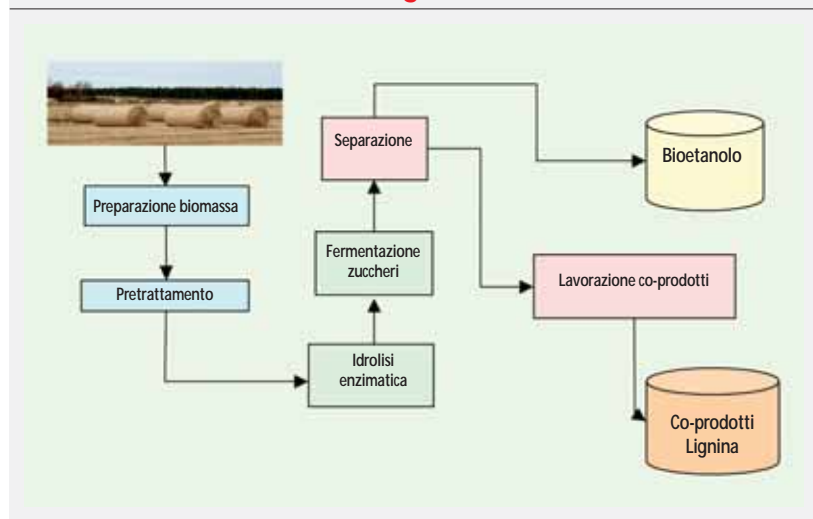 Preparazione biomassa
Pretrattamento
Idrolisi
enzimatica
Fermentazione
zuccheri
Separazione
Bioetanolo
Lavorazione co-prodotti
Co-prodotti
Lignina